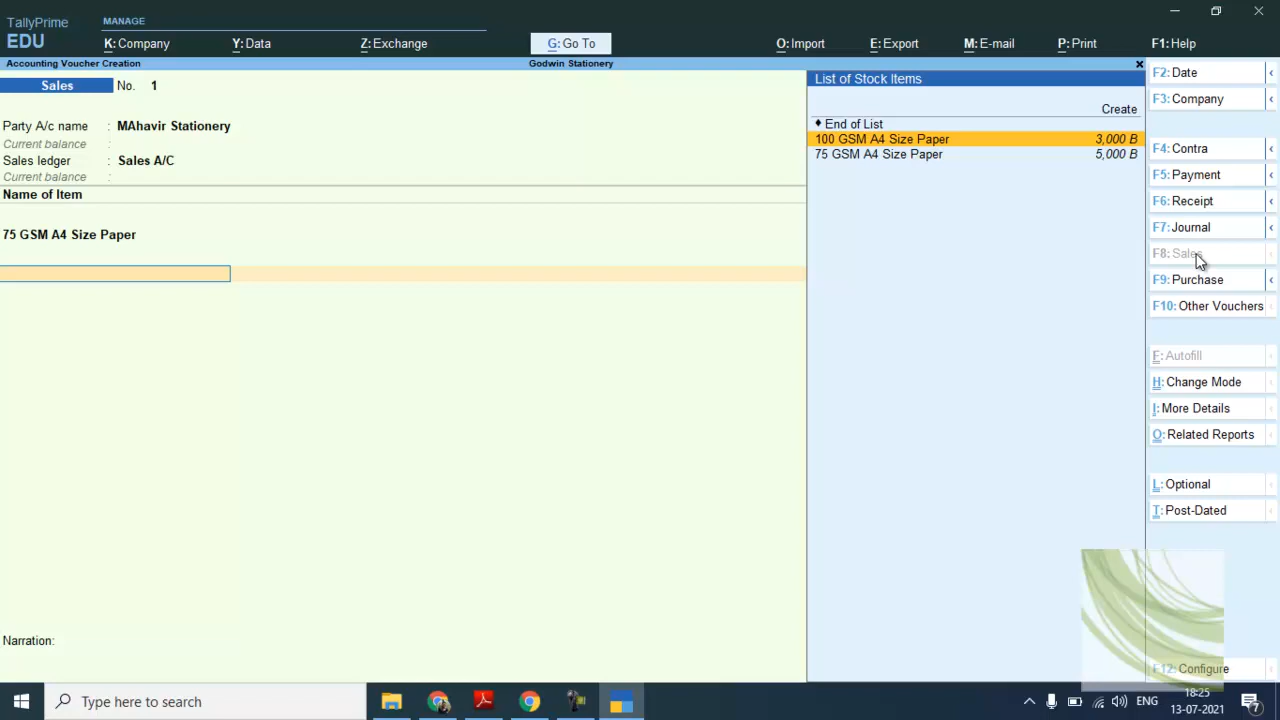 TallyPrime
EDU
MANAGE
K: Company
Y: Data
Z: Exchange
G: Go To
O: Import
E: Export
M: E-mail
P: Print
F1: Help
Accounting Voucher Creation
Godwin Stationery
Sales No. 1
Party A/c name : MAhavir Stationery
Current balance :
Sales ledger : Sales A/C
Current balance :
Name of Item
75 GSM A4 Size Paper
Narration:
List of Stock Items
Create
♦ End of List
100 GSM A4 Size Paper 3,000 B
75 GSM A4 Size Paper 5,000 B
F2: Date
F3: Company
F4: Contra
F5: Payment
F6: Receipt
F7: Journal
F8: Sales
F9: Purchase
F10: Other Vouchers
F: Autofill
H: Change Mode
I: More Details
O: Related Reports
L: Optional
T: Post-Dated
F12: Configure
Type here to search
ENG
18:25
13-07-2021
7